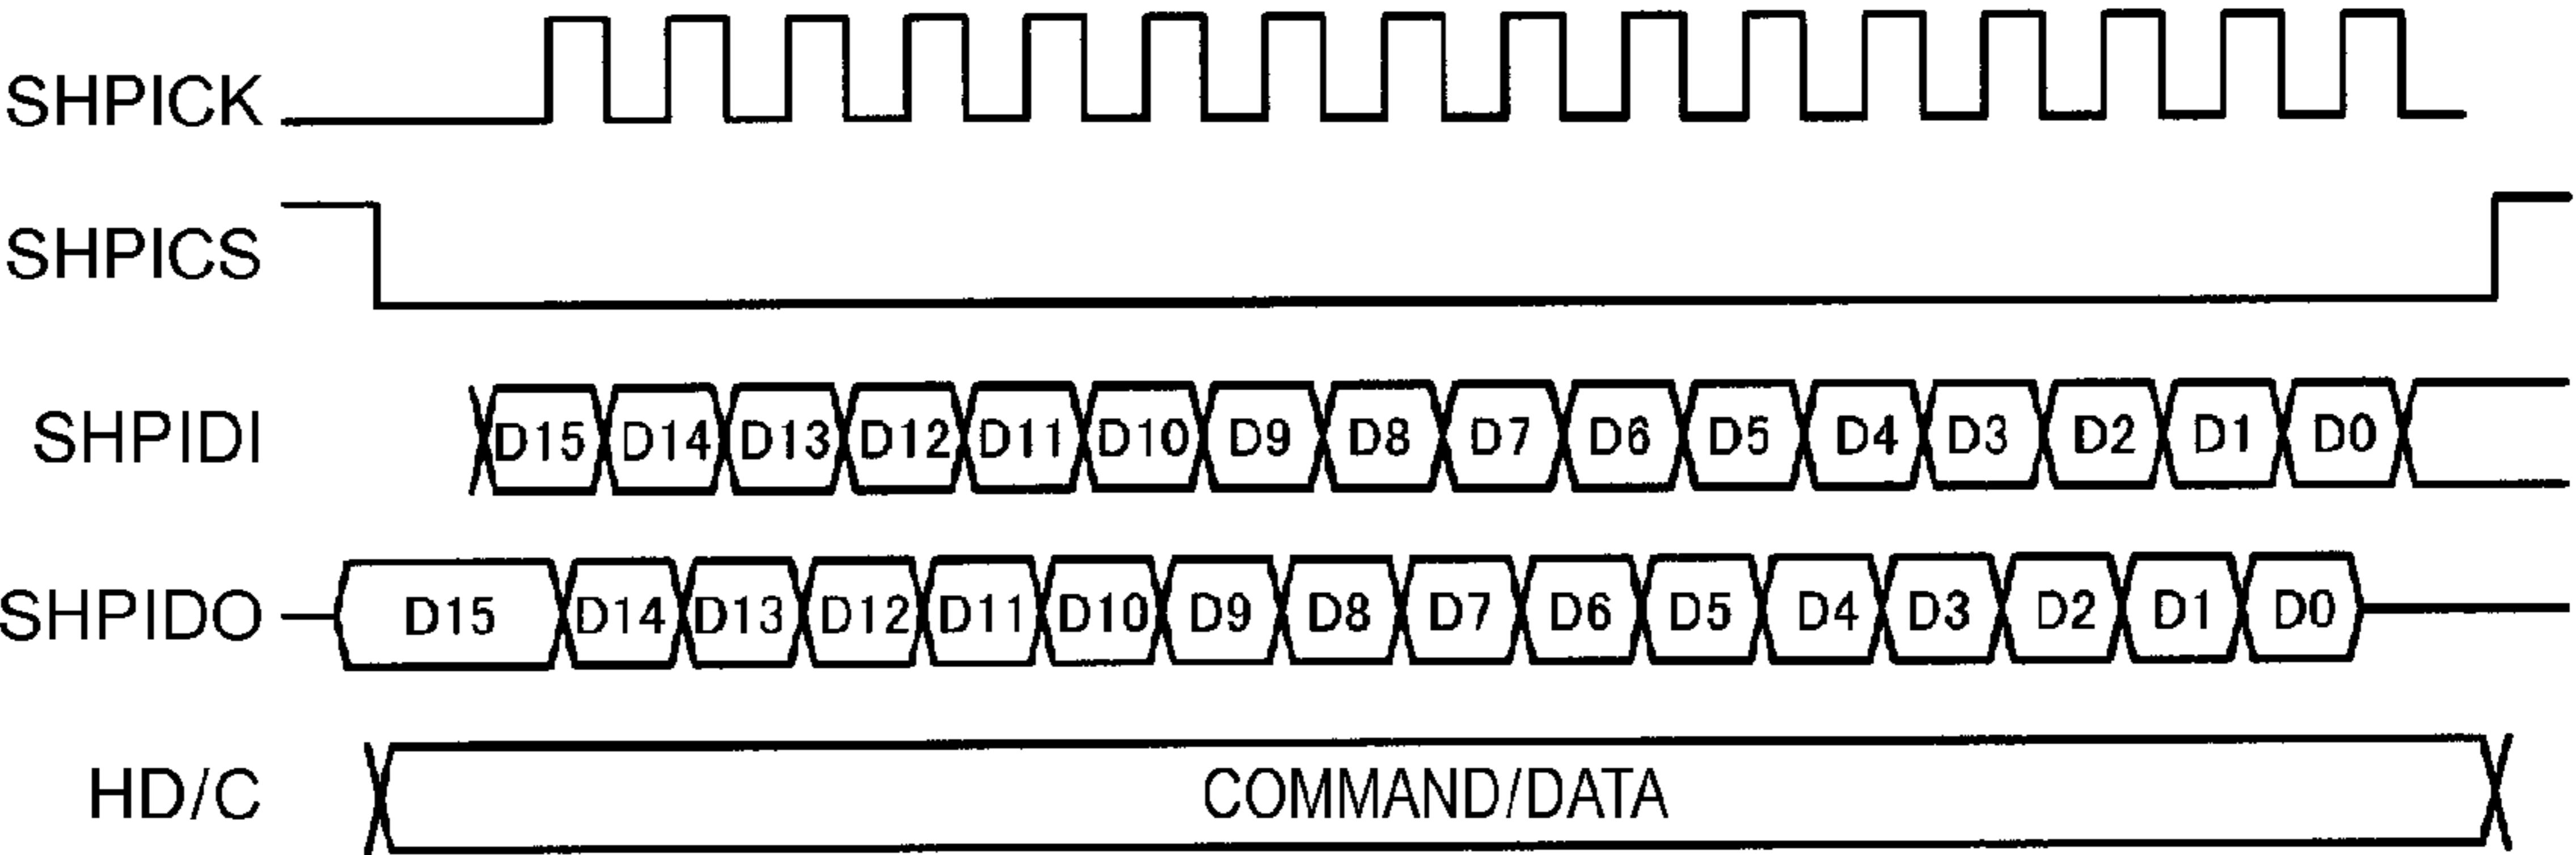 SHPICK
SHPICS
SHPIDI D15 D14 D13 D12 D11 D10 D9 D8 D7 D6 D5 D4 D3 D2 D1 D0
SHPIDO D15 D14 D13 D12 D11 D10 D9 D8 D7 D6 D5 D4 D3 D2 D1 D0
HD/C COMMAND/DATA